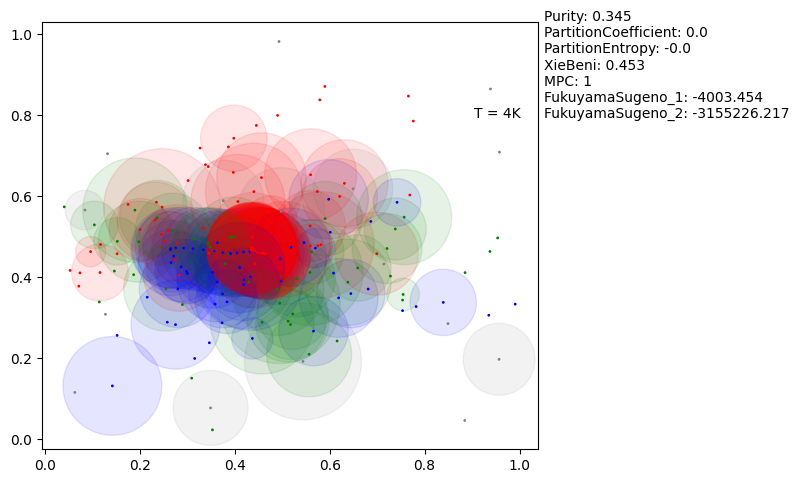 Purity: 0.345
PartitionCoefficient: 0.0
PartitionEntropy: -0.0
XieBeni: 0.453
MPC: 1
FukuyamaSugeno_1: -4003.454
FukuyamaSugeno_2: -3155226.217
T = 4K
1.0
0.8
0.6
0.4
0.2
0.0
0.0 0.2 0.4 0.6 0.8 1.0